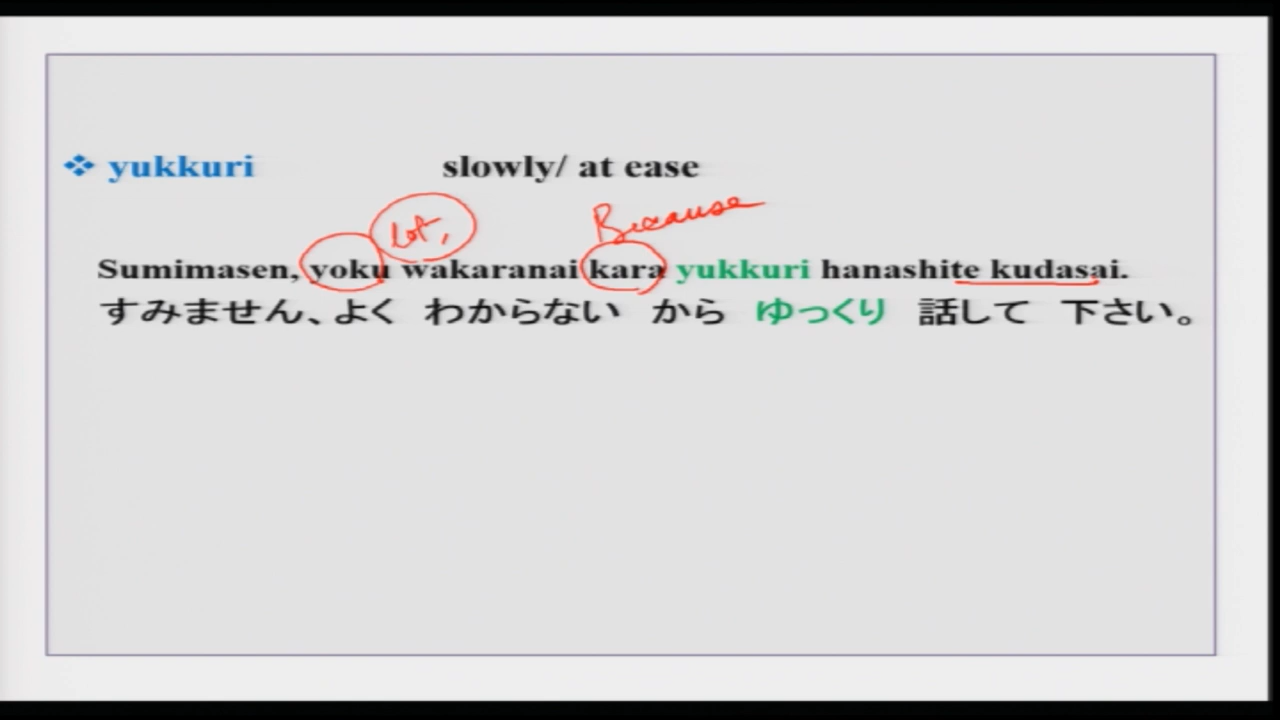 ❖ yukkuri slowly/ at ease
lot, Because
Sumimasen, yoku wakaranai kara yukkuri hanashite kudasai.
すみません、よく わからない から ゆっくり 話して 下さい。